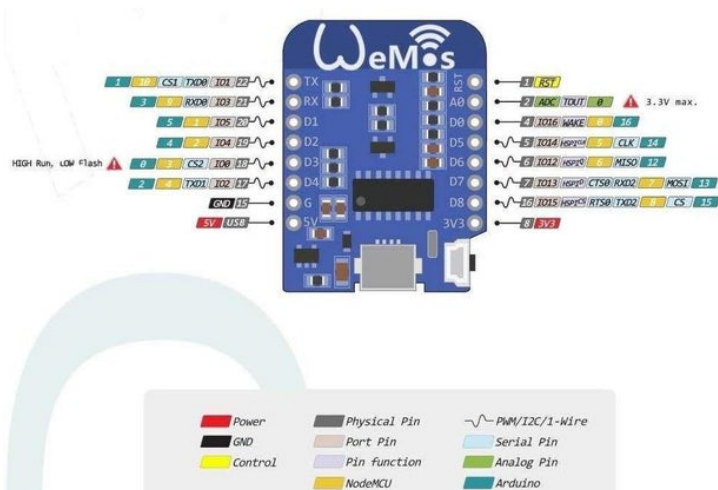 WeMos
1 10 CS1 TXD0 IO1 22 TX RST 1 RST
3 9 RXD0 IO3 21 RX A0 2 ADC TOUT 0 3.3V max.
5 1 IO5 20 D1 D0 4 IO16 WAKE 0 16
4 2 IO4 19 D2 D5 5 IO14 HSPICLK 5 CLK 14
HIGH Run, LOW Flash 0 3 CS2 IO0 18 D3 D6 6 IO12 HSPIQ 6 MISO 12
2 4 TXD1 IO2 17 D4 D7 7 IO13 HSPID CTS0 RXD2 7 MOSI 13
GND 15 G D8 16 IO15 HSPICS RTS0 TXD2 8 CS 15
5V USB 5V 3V3 8 3V3
Power Physical Pin PWM/I2C/1-Wire
GND Port Pin Serial Pin
Control Pin function Analog Pin
NodeMCU Arduino